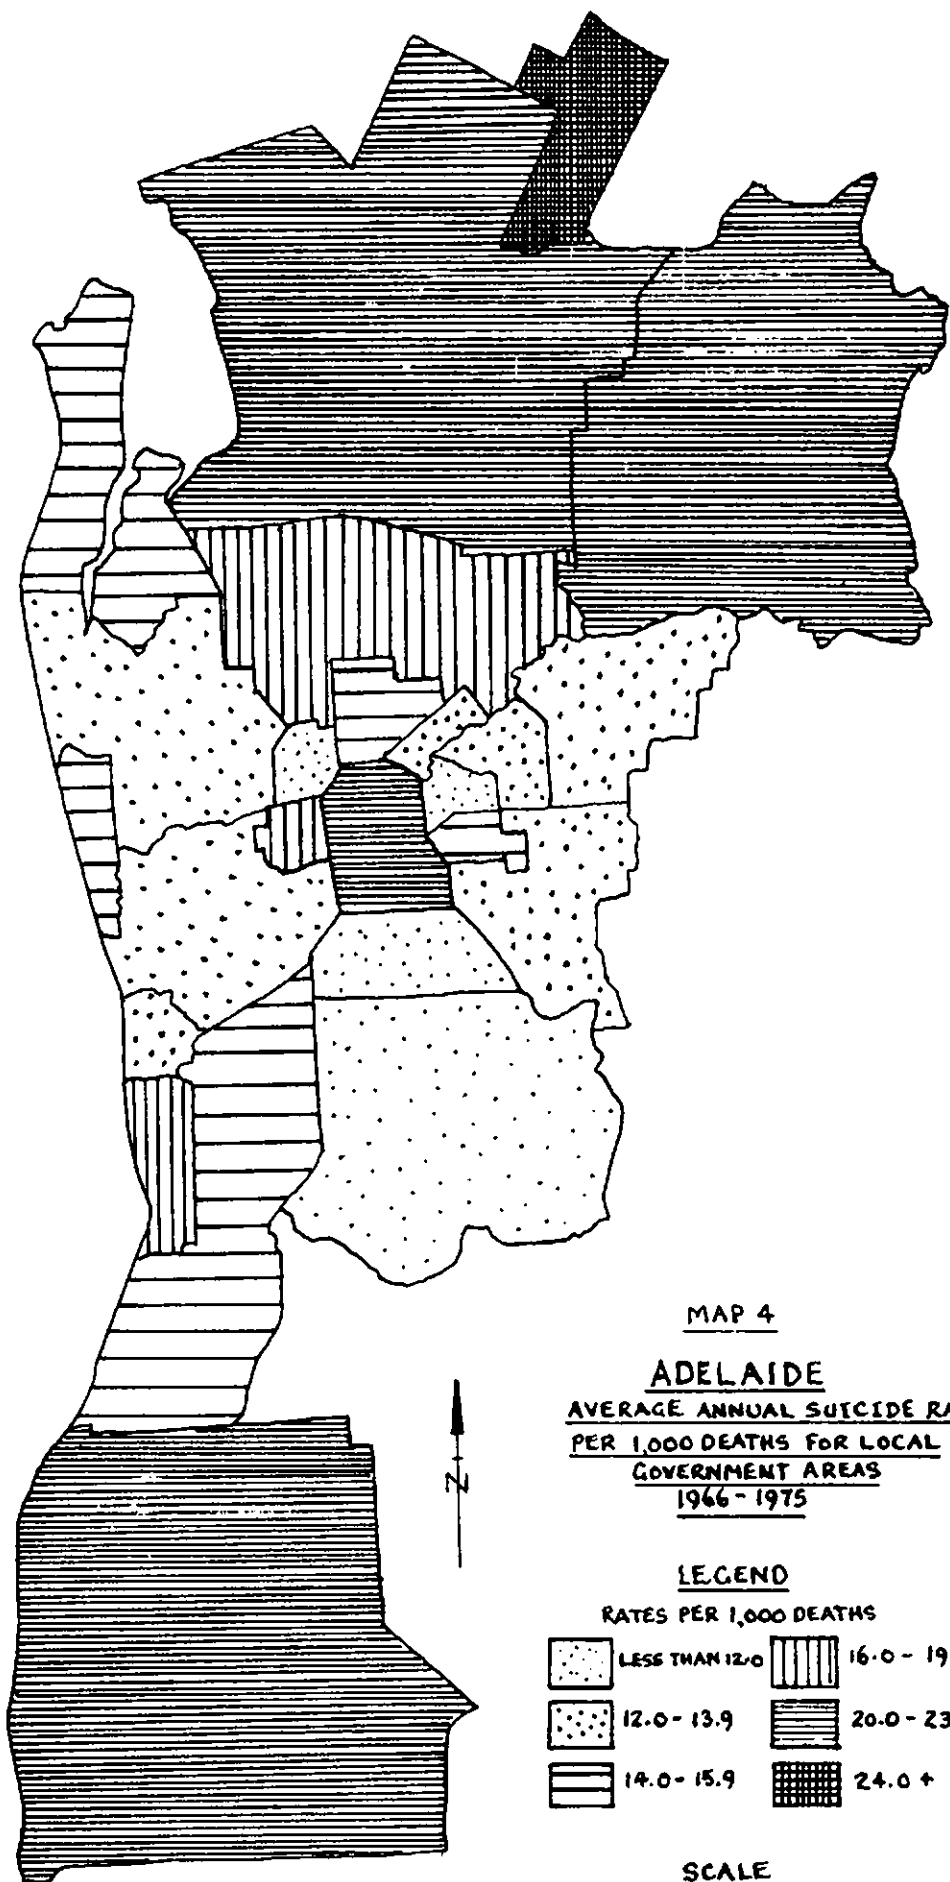 MAP 4
ADELAIDE
AVERAGE ANNUAL SUICIDE RA
PER 1,000 DEATHS FOR LOCAL
GOVERNMENT AREAS
1966 - 1975
Z
LEGEND
RATES PER 1,000 DEATHS
LESS THAN 12.0
16.0 - 19
12.0 - 13.9
20.0 - 23
14.0 - 15.9
24.0 +
SCALE